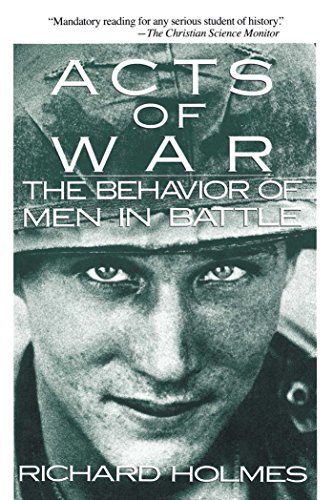 "Mandatory reading for any serious student of history."
—The Christian Science Monitor
ACTS
OF
WAR
THE BEHAVIOR OF
MEN IN BATTLE
RICHARD HOLMES